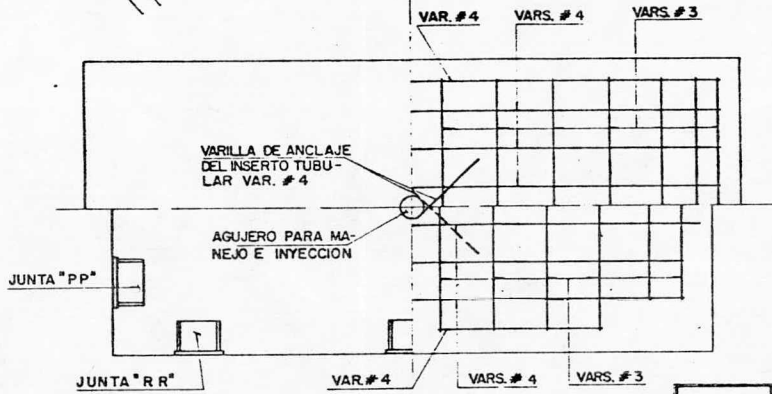 VAR. #4
VARS. #4
VARS. #3
VARILLA DE ANCLAJE
DEL INSERTO TUBU-
LAR VAR. #4
AGUJERO PARA MA-
NEJO E INYECCION
JUNTA "PP"
JUNTA "RR"
VAR. #4
VARS. #4
VARS. #3